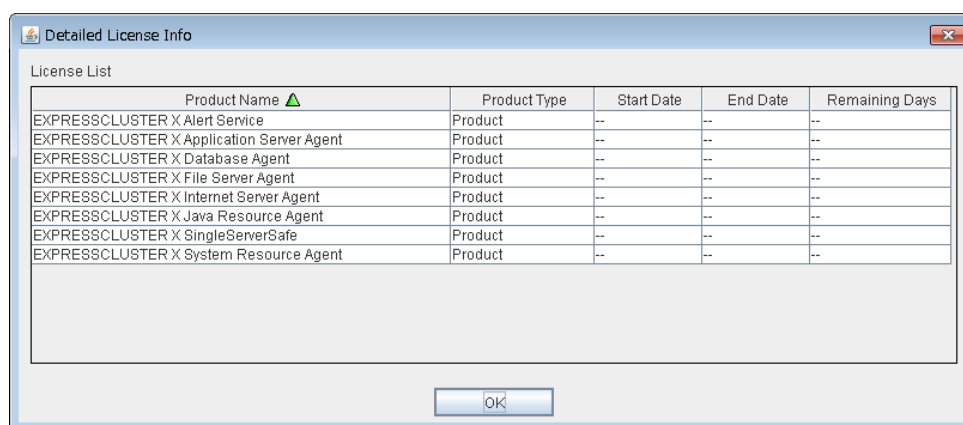 Detailed License Info
License List
Product Name Product Type Start Date End Date Remaining Days
EXPRESSCLUSTER X Alert Service Product -- -- --
EXPRESSCLUSTER X Application Server Agent Product -- -- --
EXPRESSCLUSTER X Database Agent Product -- -- --
EXPRESSCLUSTER X File Server Agent Product -- -- --
EXPRESSCLUSTER X Internet Server Agent Product -- -- --
EXPRESSCLUSTER X Java Resource Agent Product -- -- --
EXPRESSCLUSTER X SingleServerSafe Product -- -- --
EXPRESSCLUSTER X System Resource Agent Product -- -- --
OK